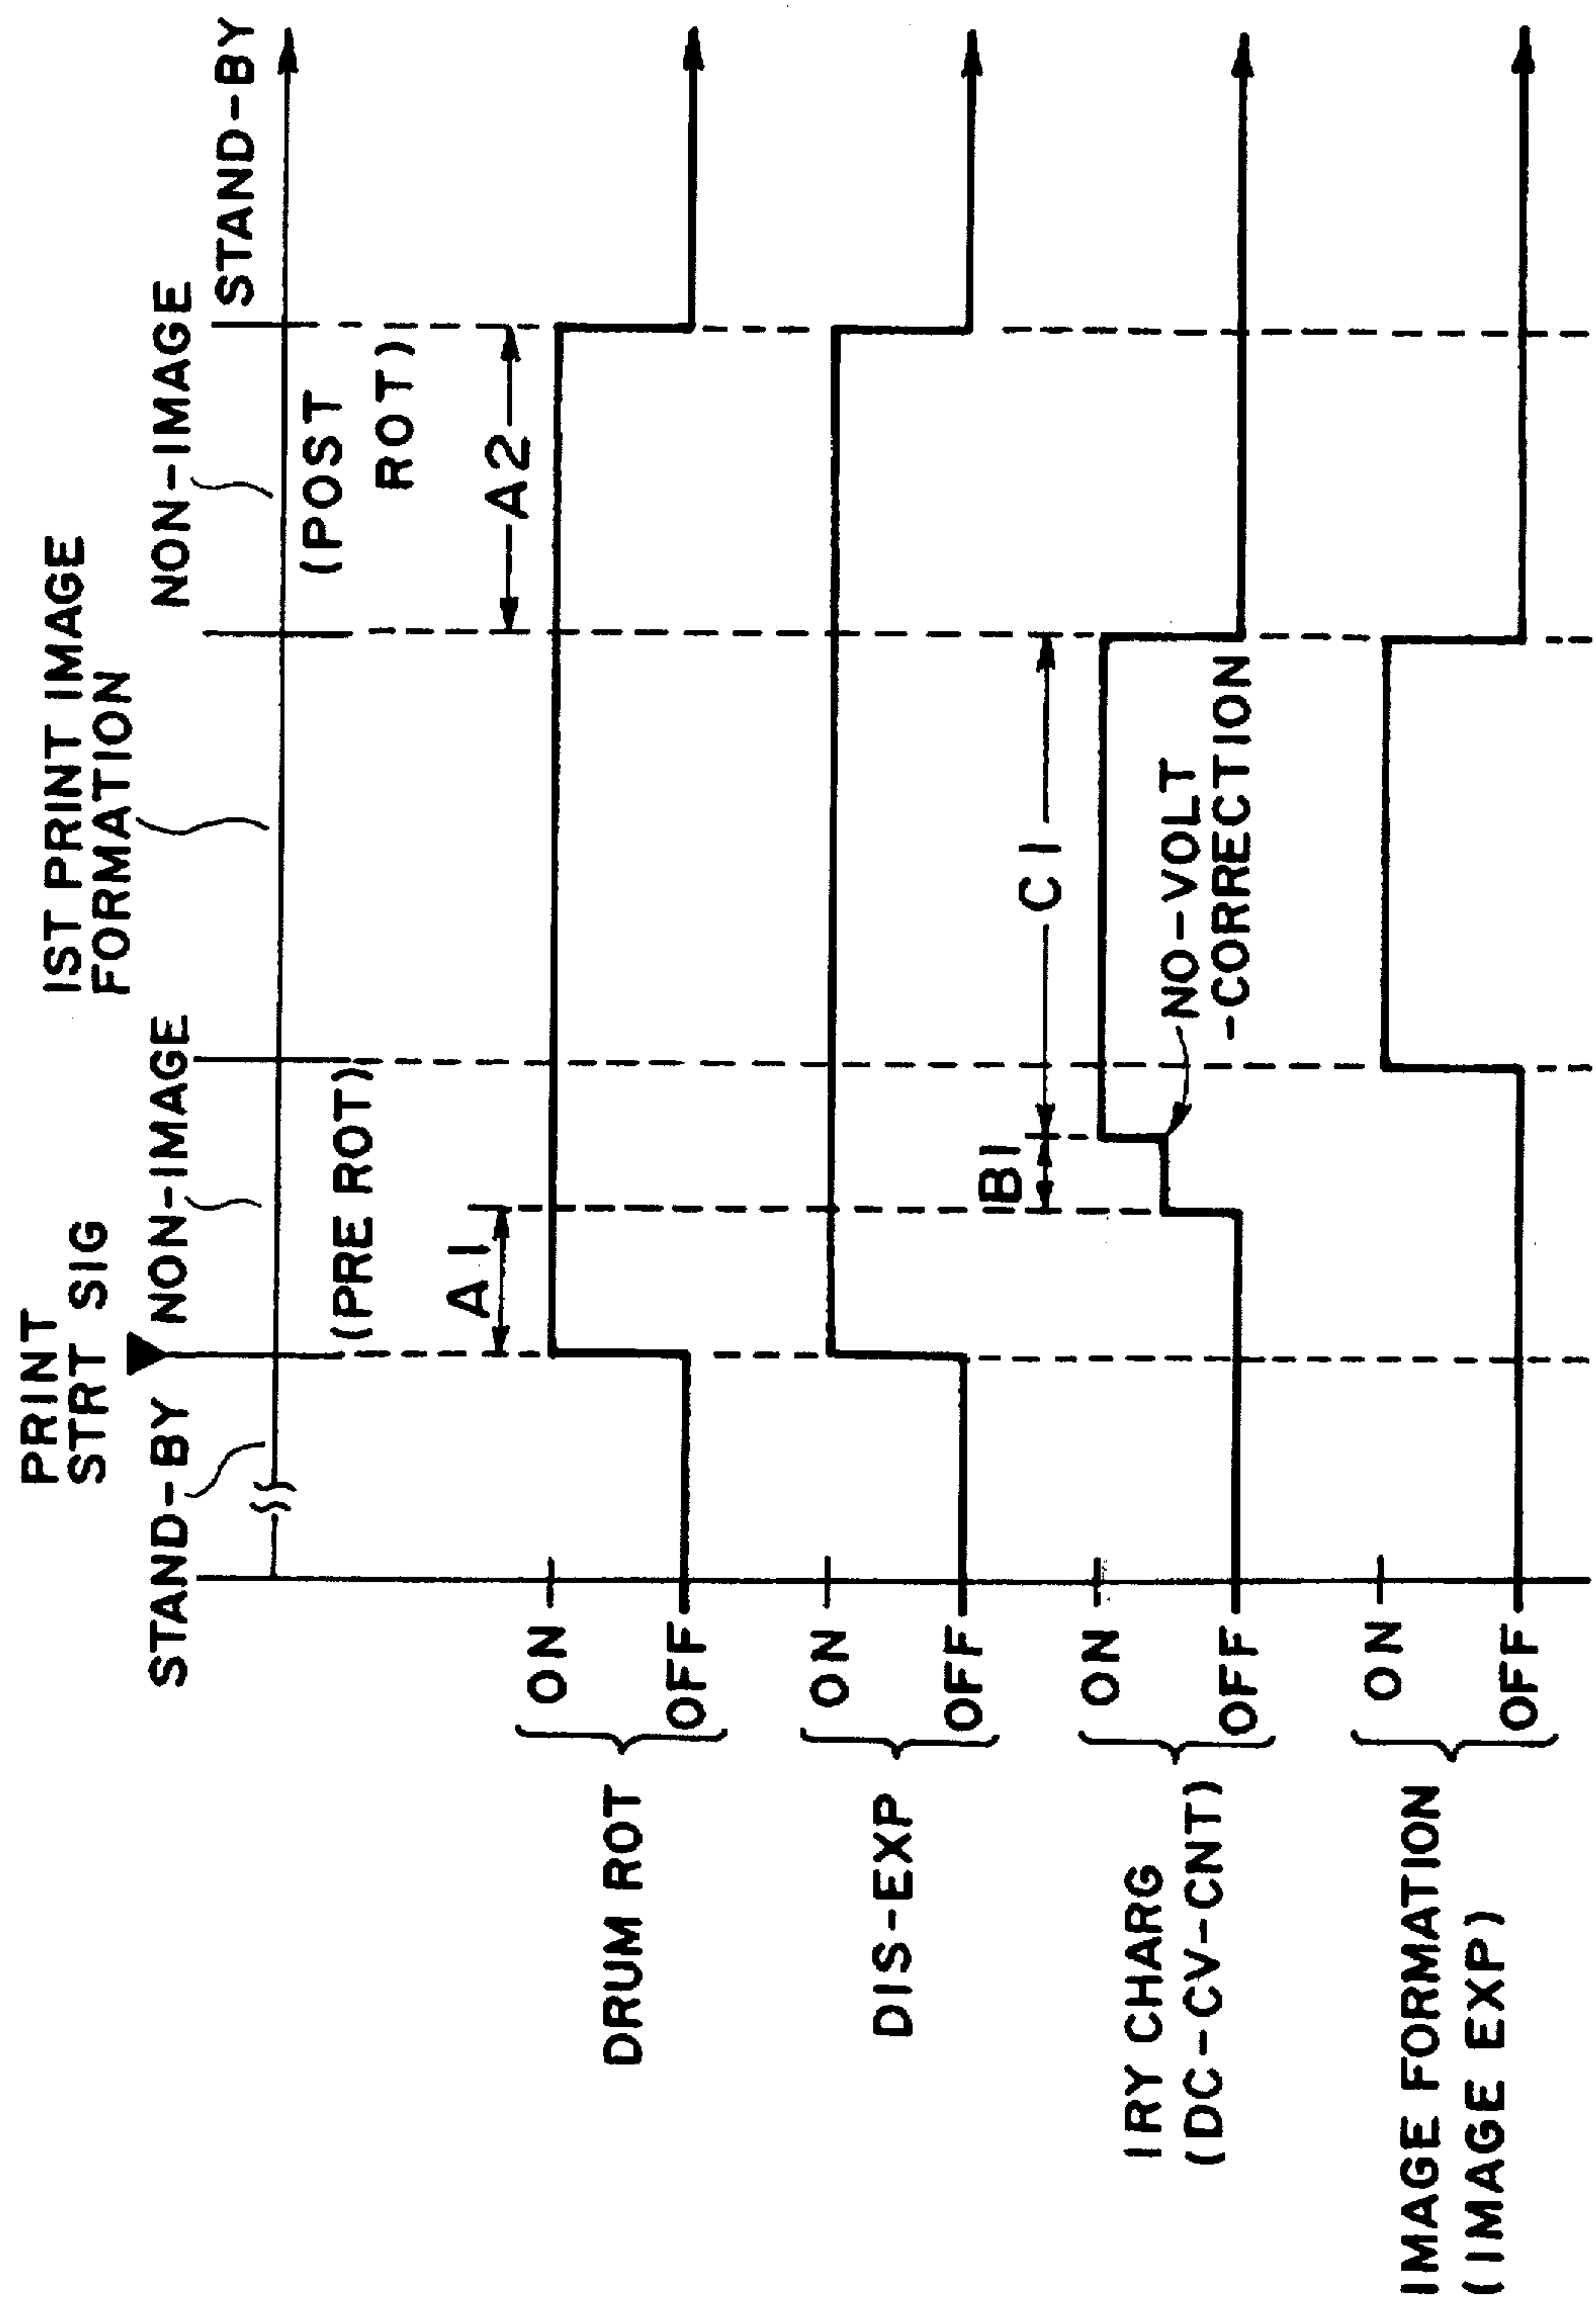 PRINT
STRT SIG
STAND-BY
NON-IMAGE
1ST PRINT IMAGE
FORMATION
NON-IMAGE
STAND-BY
(PRE ROT)
(POST
ROT)
A1
A2
ON
OFF
DRUM ROT
ON
OFF
DIS-EXP
B1
C1
NO-VOLT
-CORRECTION
ON
OFF
1RY CHARG
(DC-CV-CNT)
ON
OFF
IMAGE FORMATION
(IMAGE EXP)